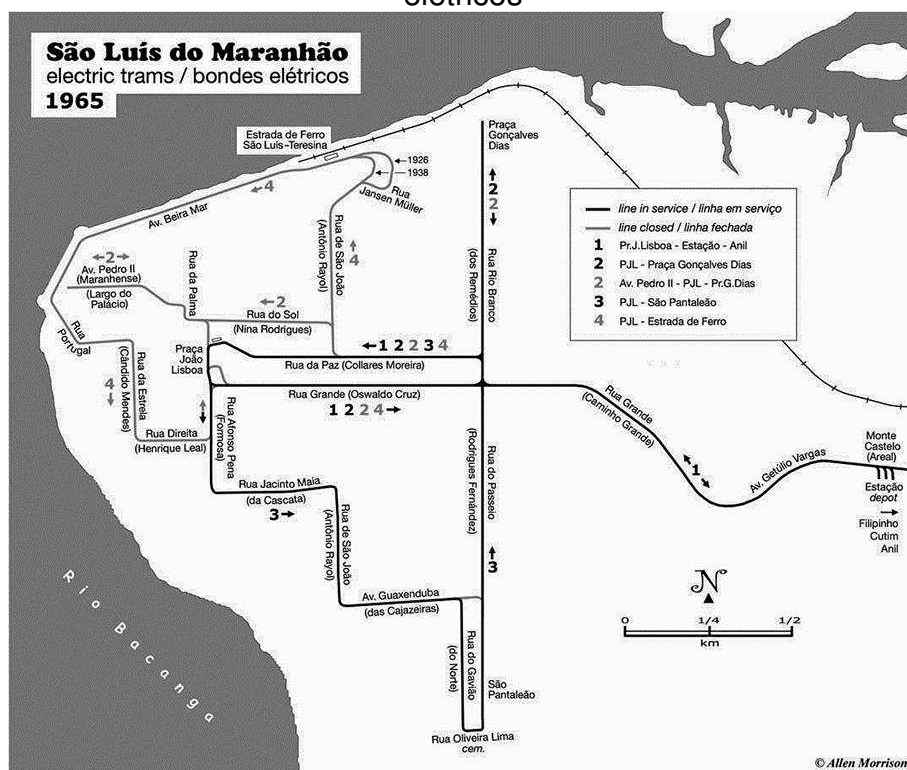 elétricos
São Luís do Maranhão
electric trams / bondes elétricos
1965
Estrada de Ferro
São Luís-Teresina
1926
1938
Rua
Jansen Müller
Praça
Gonçalves
Dias
2
2
4
Av. Beira Mar
Rua de São João
(Antônio Rayol)
4
Rua Rio Branco
(dos Remédios)
line in service / linha em serviço
line closed / linha fechada
1 Pr.J.Lisboa - Estação - Anil
2 PJL - Praça Gonçalves Dias
2 Av. Pedro II - PJL - Pr.G.Dias
3 PJL - São Pantaleão
4 PJL - Estrada de Ferro
2
Av. Pedro II
(Maranhense)
(Largo do
Palácio)
Rua da Palma
2
Rua do Sol
(Nina Rodrigues)
Rua
Portugal
Praça
João
Lisboa
1 2 2 3 4
Rua da Paz (Collares Moreira)
Rua Grande (Oswaldo Cruz)
1 2 2 4
4
Rua da Estrela
(Cândido Mendes)
Rua Direita
(Henrique Leal)
Rua Afonso Pena
(Formosa)
Rua Grande
(Caminho Grande)
1
Av. Getúlio Vargas
Monte
Castelo
(Areal)
Estação
depot
Filipinho
Cutim
Anil
Rua Jacinto Maia
(da Cascata)
3
Rua de São João
(Antônio Rayol)
Rua do Passeio
(Rodrigues Fernández)
3
Av. Guaxenduba
(das Cajazeiras)
Rua do Gavião
(do Norte)
São
Pantaleão
Rua Oliveira Lima
cem.
Rio Bacanga
N
0 1/4 1/2
km
© Allen Morrison